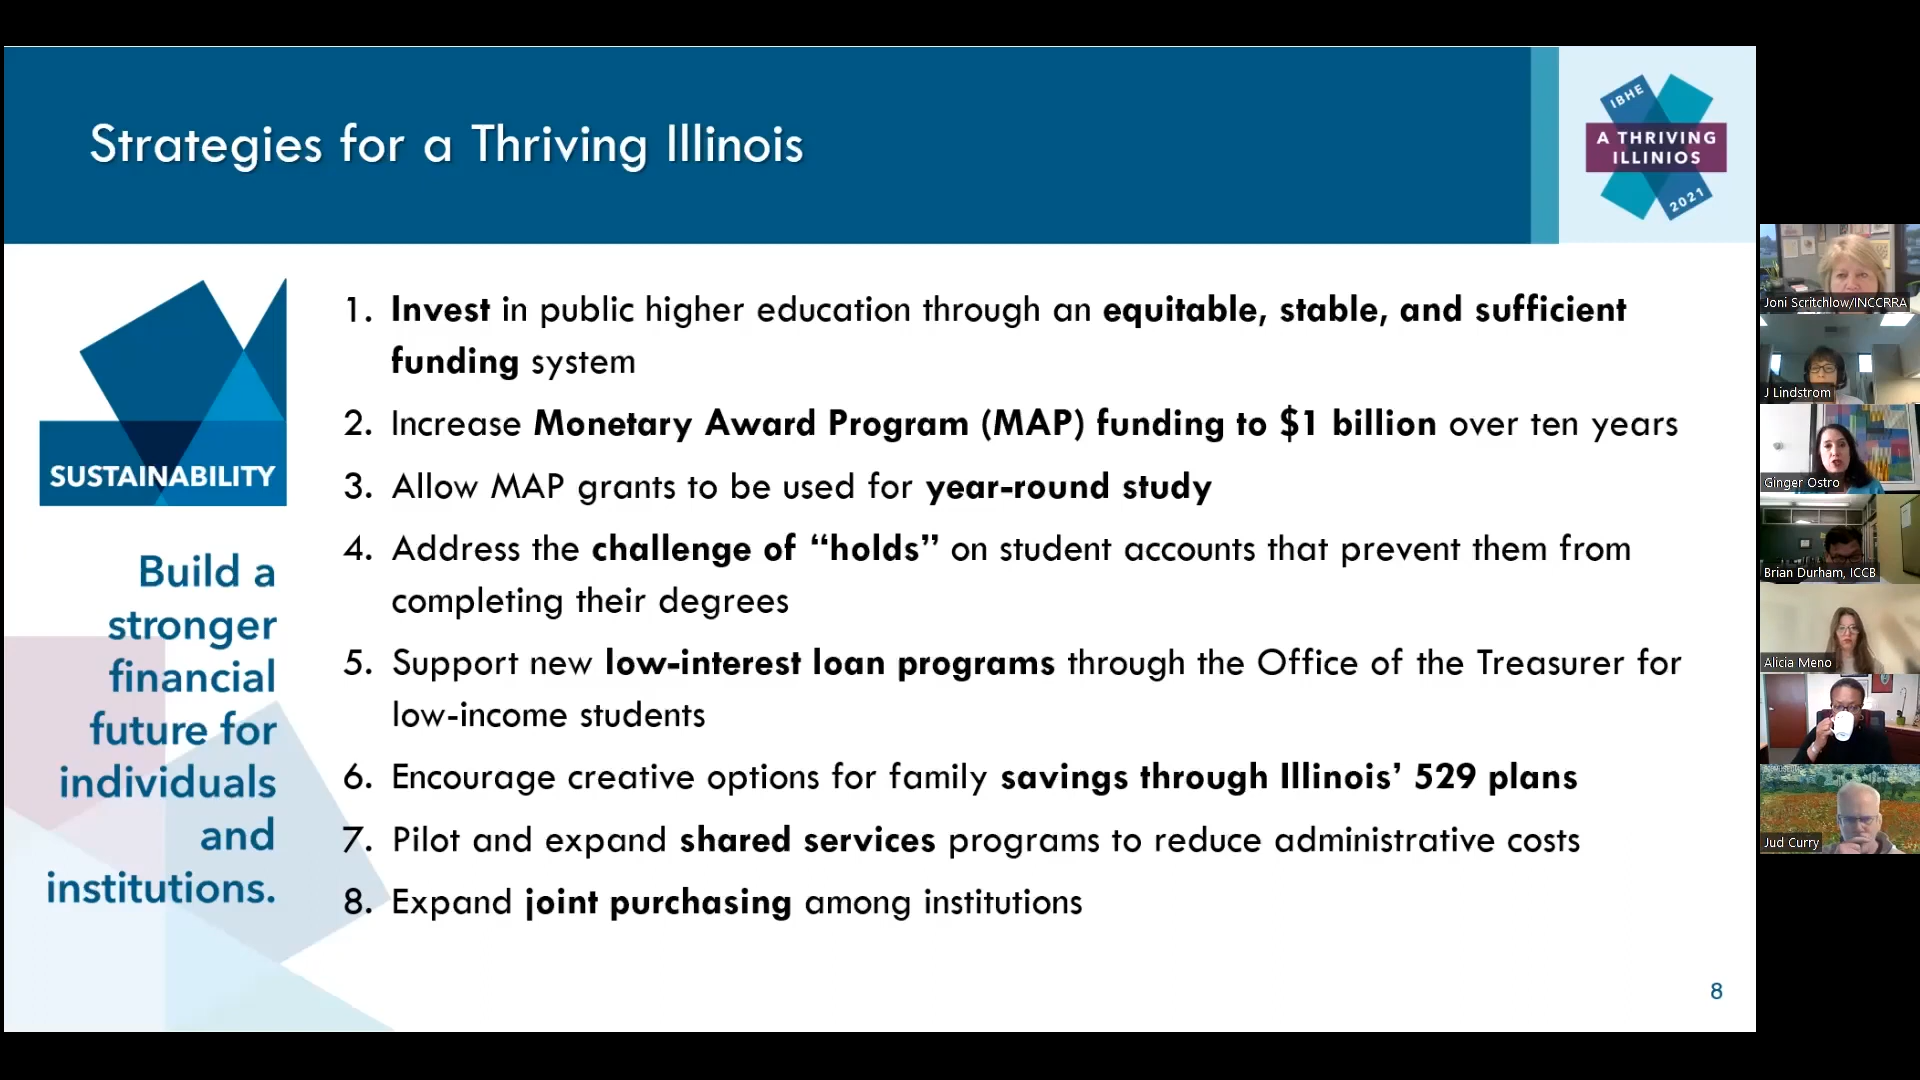 Strategies for a Thriving Illinois
IBHE
A THRIVING
ILLINIOS
2021
SUSTAINABILITY
Build a
stronger
financial
future for
individuals
and
institutions.
1. Invest in public higher education through an equitable, stable, and sufficient
funding system
2. Increase Monetary Award Program (MAP) funding to $1 billion over ten years
3. Allow MAP grants to be used for year-round study
4. Address the challenge of “holds” on student accounts that prevent them from
completing their degrees
5. Support new low-interest loan programs through the Office of the Treasurer for
low-income students
6. Encourage creative options for family savings through Illinois’ 529 plans
7. Pilot and expand shared services programs to reduce administrative costs
8. Expand joint purchasing among institutions
8
Joni Scritchlow/INCCRRA
J Lindstrom
Ginger Ostro
Brian Durham, ICCB
Alicia Meno
Jud Curry